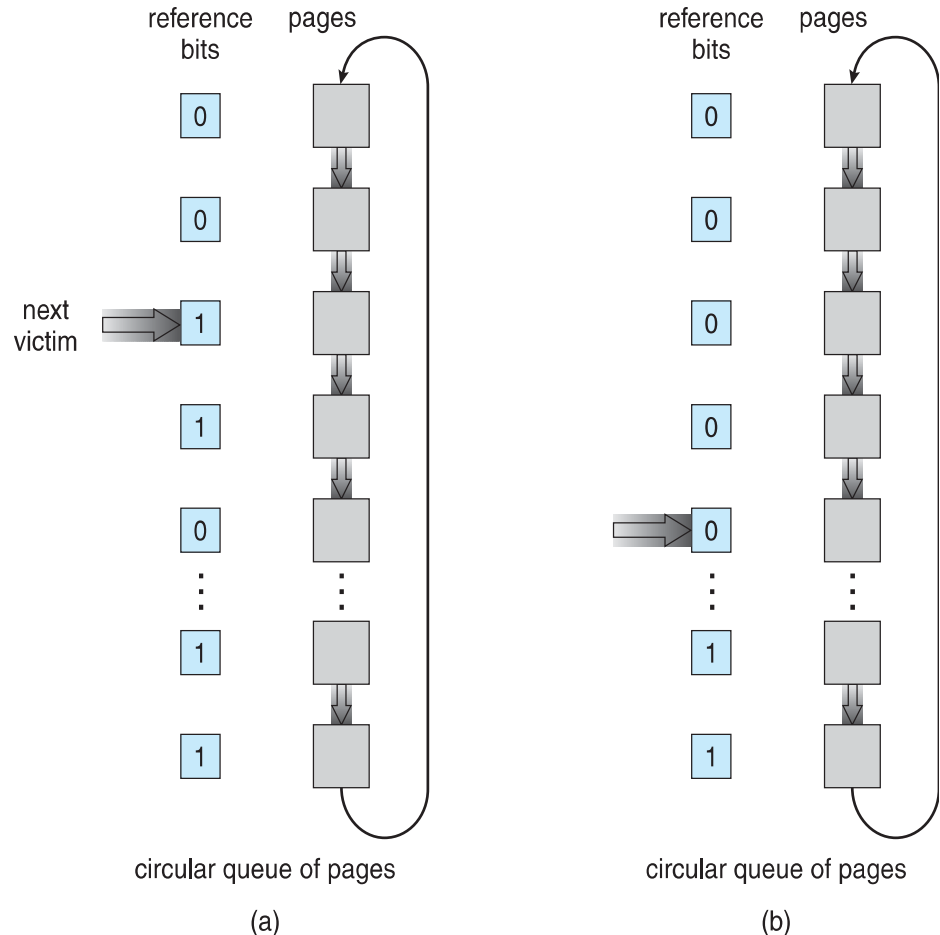 reference pages
bits
0
0
next
victim
1
1
0
1
1
circular queue of pages
(a)
reference pages
bits
0
0
0
0
0
1
1
circular queue of pages
(b)